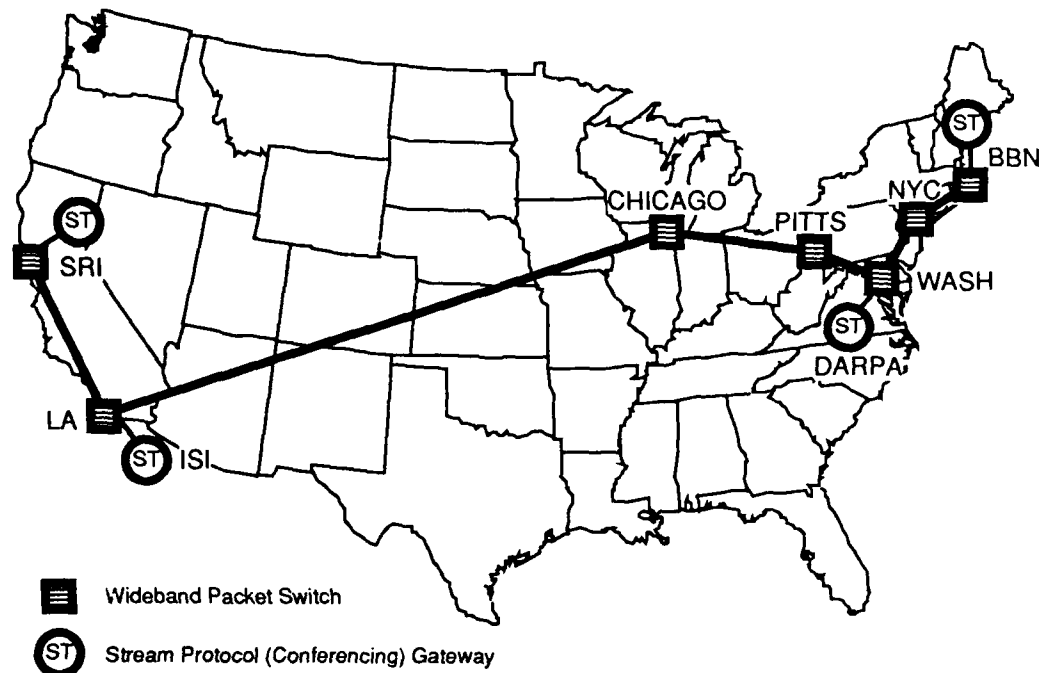 ST
BBN
NYC
CHICAGO
PITTS
ST
SRI
WASH
ST
DARPA
LA
ST
ISI
Wideband Packet Switch
ST
Stream Protocol (Conferencing) Gateway